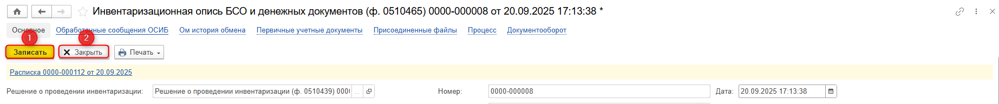 Инвентаризационная опись БСО и денежных документов (ф. 0510465) 0000-000008 от 20.09.2025 17:13:38 *
Основное Обработанные сообщения ОСИБ Ом история обмена Первичные учетные документы Присоединенные файлы Процесс Документооборот
1 2
Записать Закрыть Печать
Расписка 0000-000112 от 20.09.2025
Решение о проведении инвентаризации: Решение о проведении инвентаризации (ф. 0510439) 000 ... Номер: 0000-000008 Дата: 20.09.2025 17:13:38